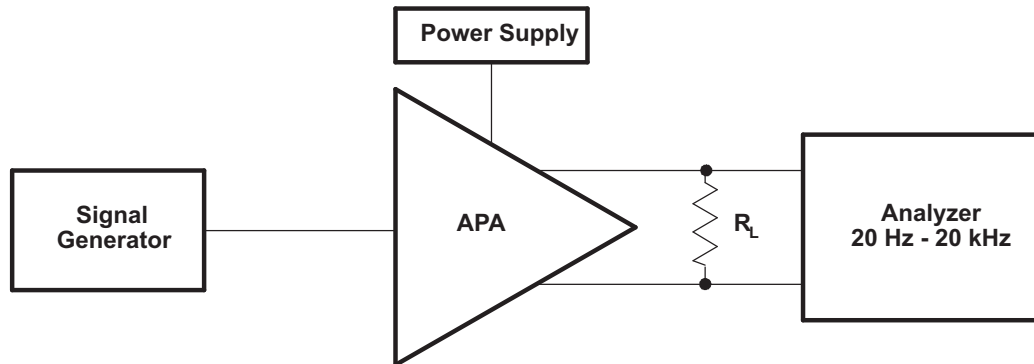 Power Supply
Signal
Generator
APA
RL
Analyzer
20 Hz - 20 kHz